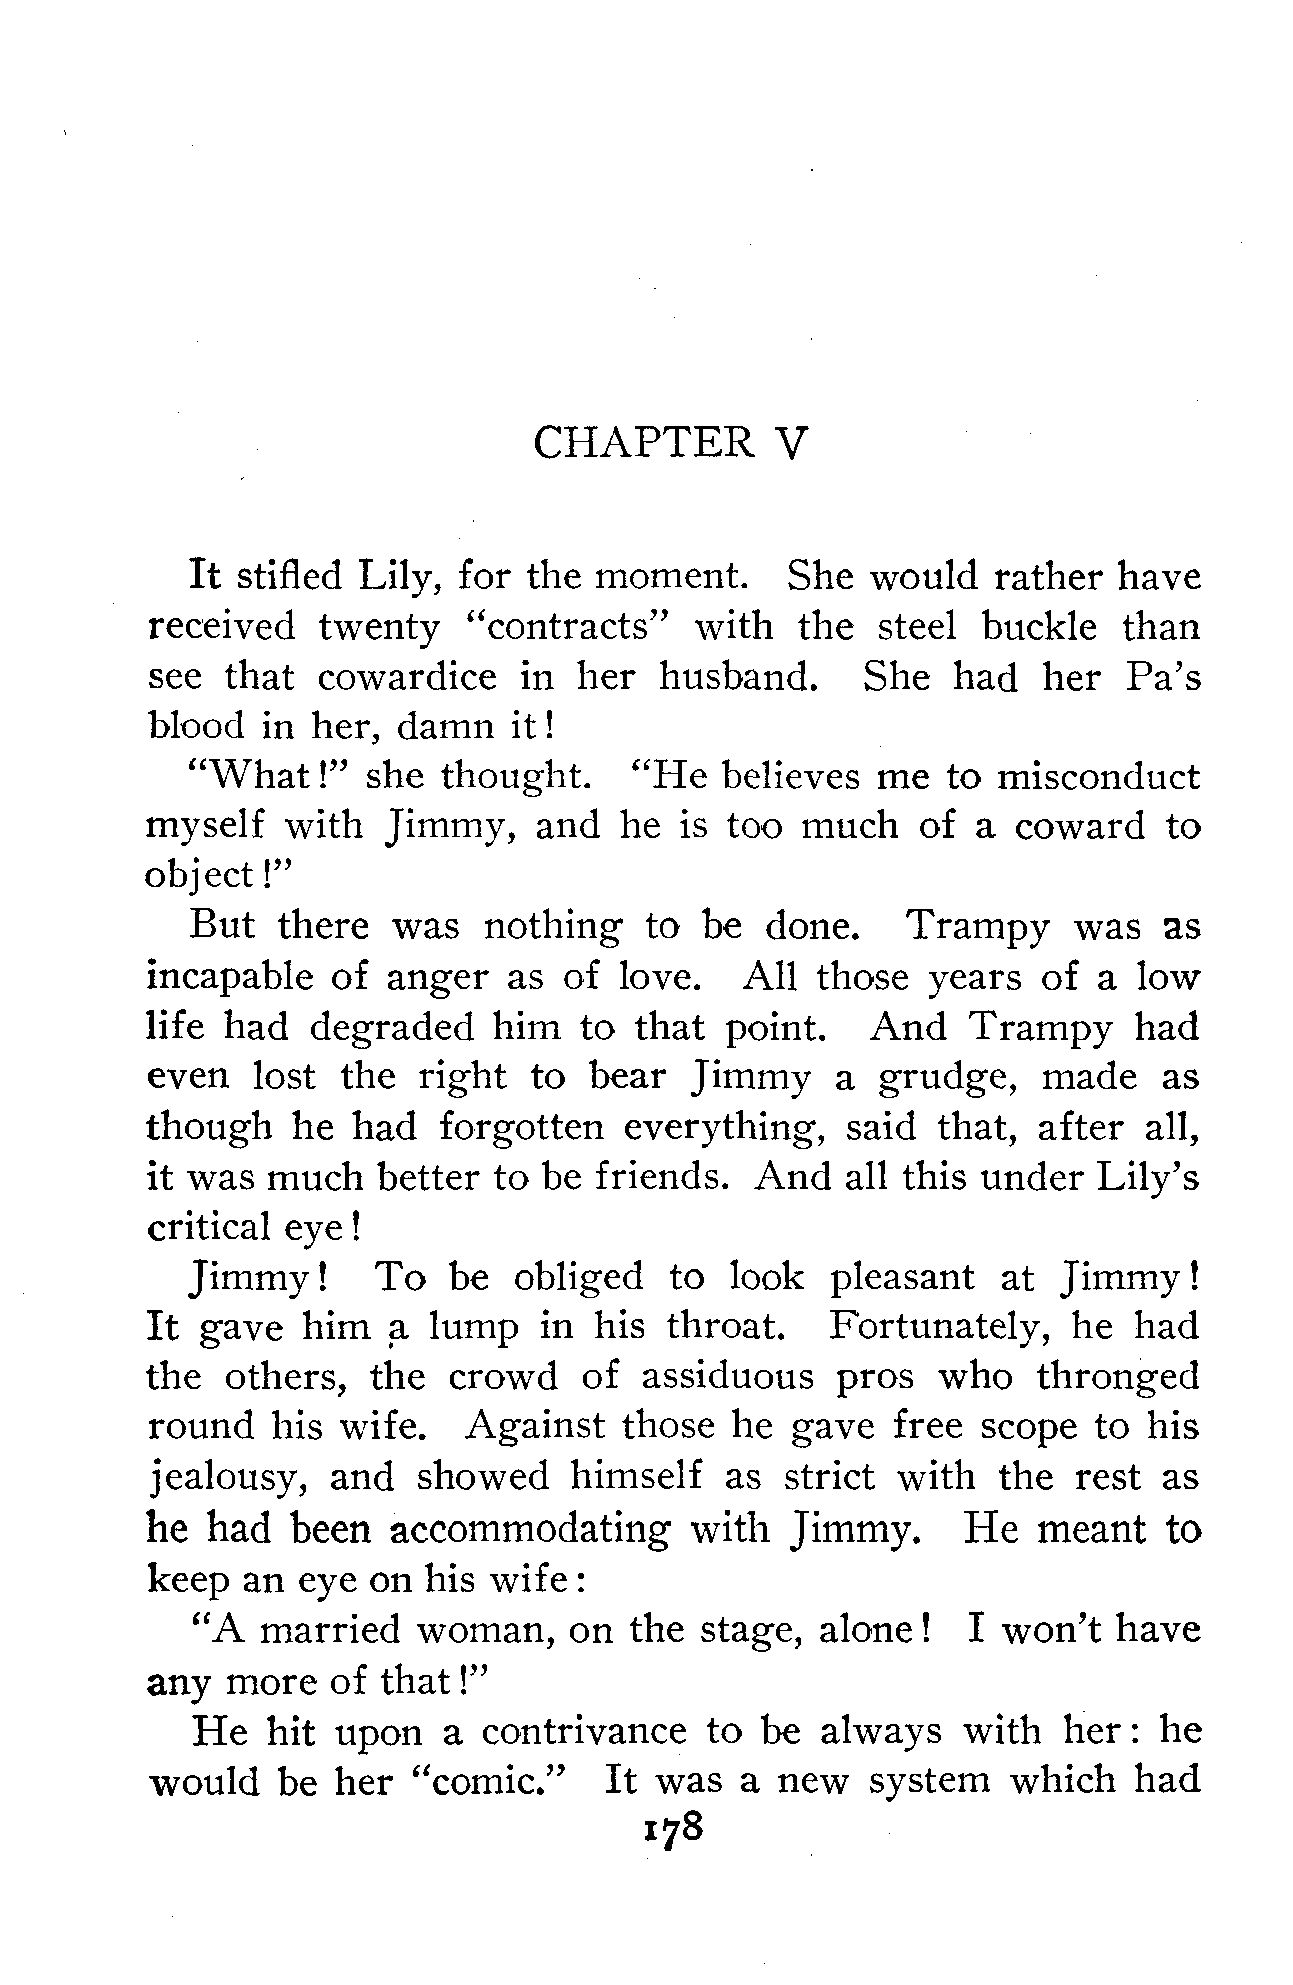 CHAPTER V
It stifled Lily, for the moment. She would rather have
received twenty “contracts” with the steel buckle than
see that cowardice in her husband. She had her Pa’s
blood in her, damn it!
“What!” she thought. “He believes me to misconduct
myself with Jimmy, and he is too much of a coward to
object!”
But there was nothing to be done. Trampy was as
incapable of anger as of love. All those years of a low
life had degraded him to that point. And Trampy had
even lost the right to bear Jimmy a grudge, made as
though he had forgotten everything, said that, after all,
it was much better to be friends. And all this under Lily’s
critical eye!
Jimmy! To be obliged to look pleasant at Jimmy!
It gave him a lump in his throat. Fortunately, he had
the others, the crowd of assiduous pros who thronged
round his wife. Against those he gave free scope to his
jealousy, and showed himself as strict with the rest as
he had been accommodating with Jimmy. He meant to
keep an eye on his wife:
“A married woman, on the stage, alone! I won’t have
any more of that!”
He hit upon a contrivance to be always with her: he
would be her “comic.” It was a new system which had
178